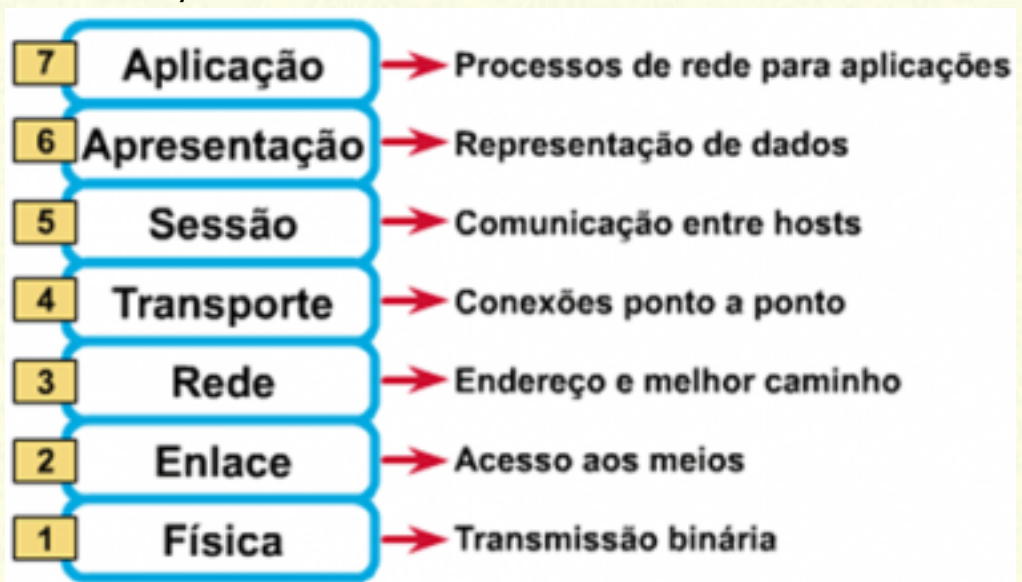 7 Aplicação Processos de rede para aplicações
6 Apresentação Representação de dados
5 Sessão Comunicação entre hosts
4 Transporte Conexões ponto a ponto
3 Rede Endereço e melhor caminho
2 Enlace Acesso aos meios
1 Física Transmissão binária